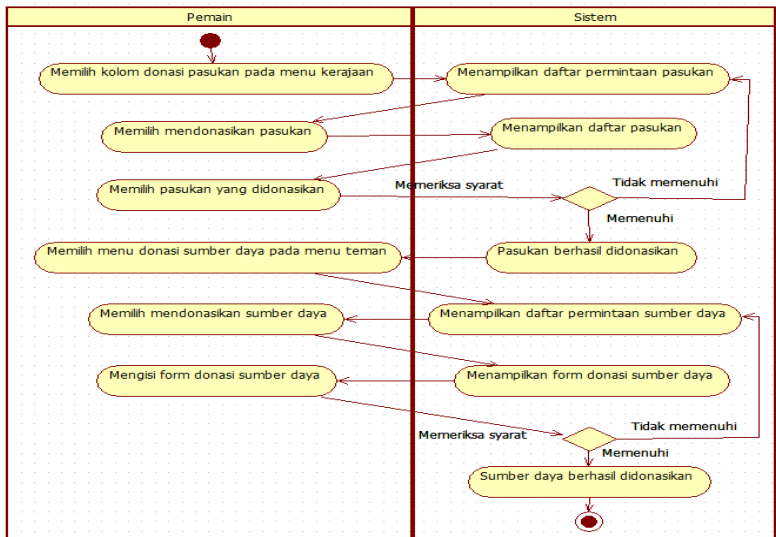 Pemain
Sistem
Memilih kolom donasi pasukan pada menu kerajaan
Menampilkan daftar permintaan pasukan
Memilih mendonasikan pasukan
Menampilkan daftar pasukan
Memilih pasukan yang didonasikan
Memeriksa syarat
Tidak memenuhi
Memenuhi
Memilih menu donasi sumber daya pada menu teman
Pasukan berhasil didonasikan
Memilih mendonasikan sumber daya
Menampilkan daftar permintaan sumber daya
Mengisi form donasi sumber daya
Menampilkan form donasi sumber daya
Memeriksa syarat
Tidak memenuhi
Memenuhi
Sumber daya berhasil didonasikan